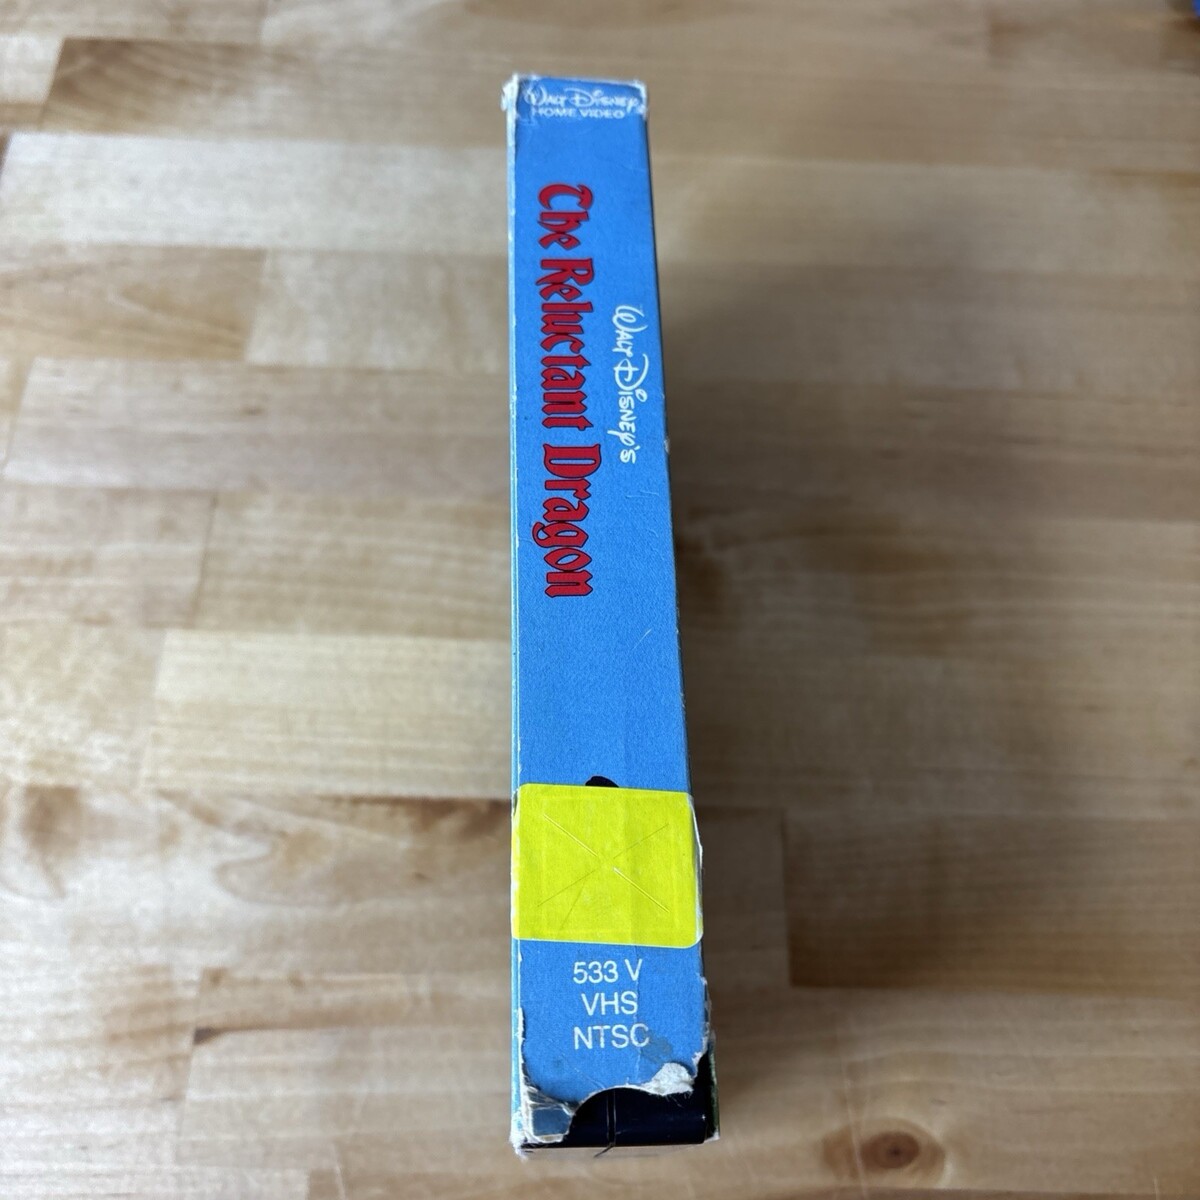 WALT DISNEY
HOME VIDEO
WALT DISNEY'S
The Reluctant Dragon
533 V
VHS
NTSC